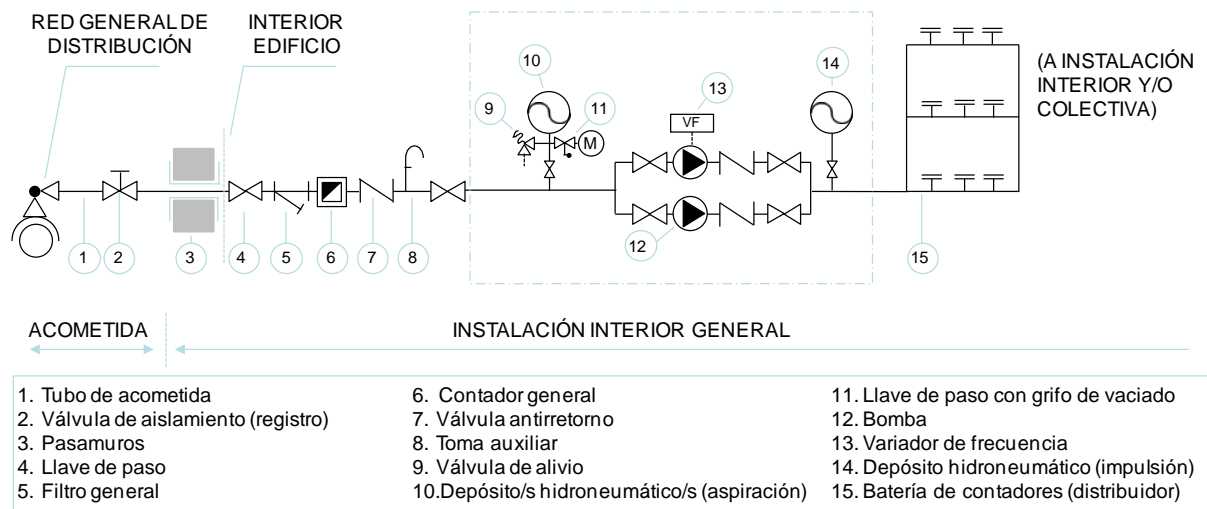 RED GENERAL DE
DISTRIBUCIÓN
INTERIOR
EDIFICIO
(A INSTALACIÓN
INTERIOR Y/O
COLECTIVA)
10
14
13
9
11
VF
M
12
1
2
3
4
5
6
7
8
15
ACOMETIDA
INSTALACIÓN INTERIOR GENERAL
1. Tubo de acometida
2. Válvula de aislamiento (registro)
3. Pasamuros
4. Llave de paso
5. Filtro general
6. Contador general
7. Válvula antirretorno
8. Toma auxiliar
9. Válvula de alivio
10.Depósito/s hidroneumático/s (aspiración)
11. Llave de paso con grifo de vaciado
12. Bomba
13. Variador de frecuencia
14. Depósito hidroneumático (impulsión)
15. Batería de contadores (distribuidor)